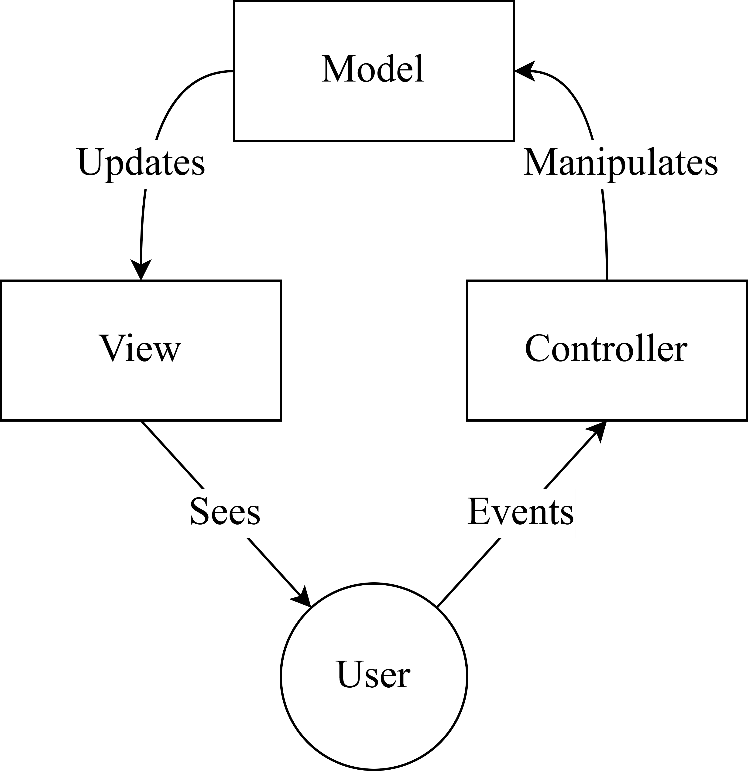 Model
Updates
Manipulates
View
Controller
Sees
Events
User